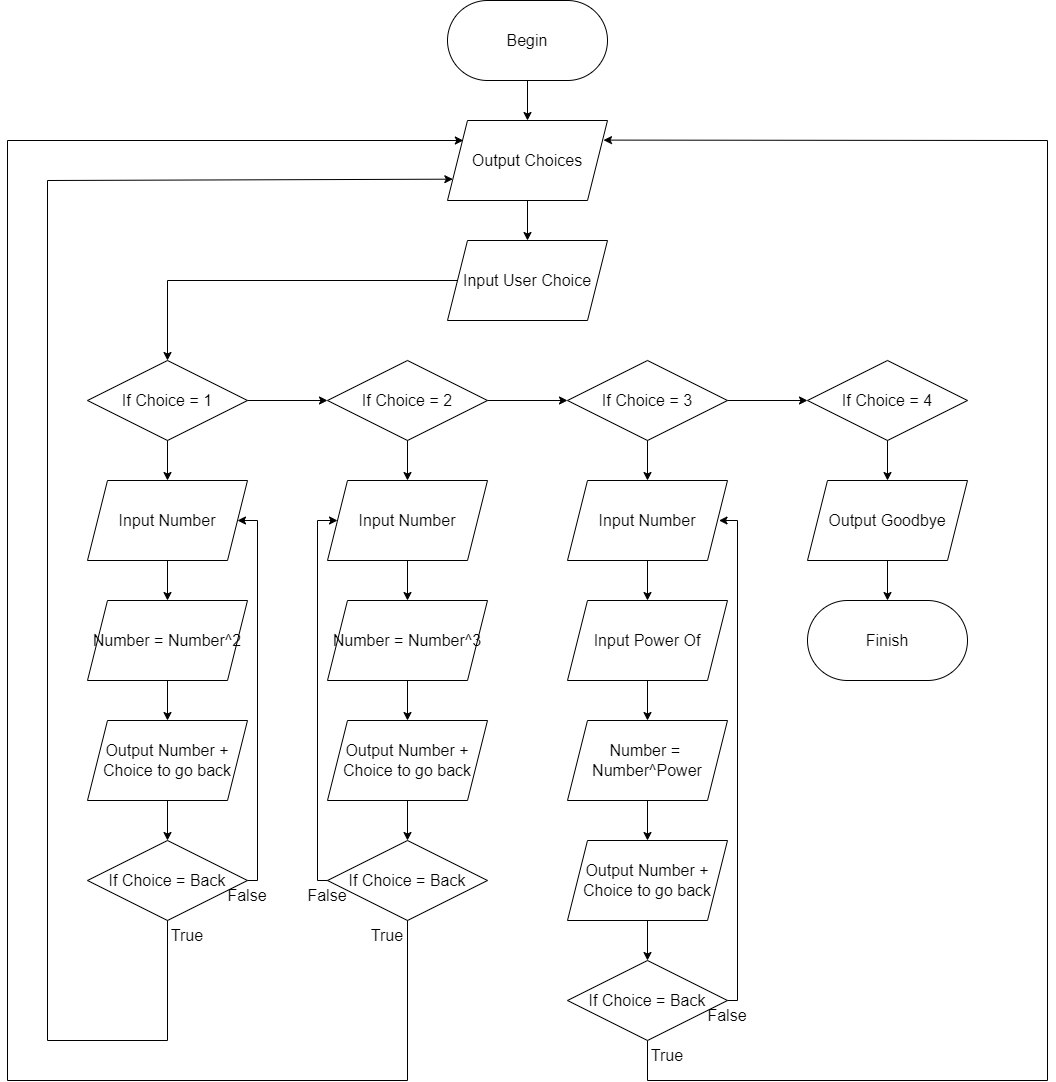 Begin
Output Choices
Input User Choice
If Choice = 1
If Choice = 2
If Choice = 3
If Choice = 4
Input Number
Input Number
Input Number
Output Goodbye
Number = Number^2
Number = Number^3
Input Power Of
Finish
Output Number +
Choice to go back
Output Number +
Choice to go back
Number =
Number^Power
If Choice = Back
False
True
If Choice = Back
False
True
Output Number +
Choice to go back
If Choice = Back
False
True